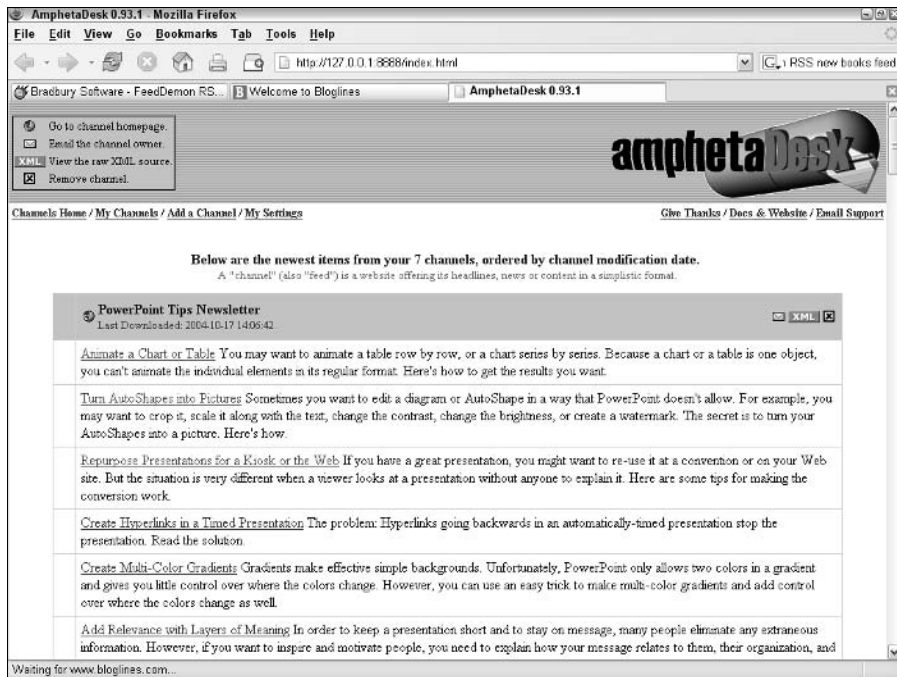 AmphetaDesk 0.93.1 - Mozilla Firefox
File Edit View Go Bookmarks Tab Tools Help
http://127.0.0.1:8888/index.html
RSS new books feed
Bradbury Software - FeedDemon RS... Welcome to Bloglines AmphetaDesk 0.93.1
Go to channel homepage.
Email the channel owner.
XML View the raw XML source.
Remove channel.
amphetaDesk
Channels Home / My Channels / Add a Channel / My Settings Give Thanks / Docs & Website / Email Support
Below are the newest items from your 7 channels, ordered by channel modification date.
A "channel" (also "feed") is a website offering its headlines, news or content in a simplistic format.
PowerPoint Tips Newsletter XML
Last Downloaded: 2004-10-17 14:06:42
Animate a Chart or Table You may want to animate a table row by row, or a chart series by series. Because a chart or a table is one object,
you can't animate the individual elements in its regular format. Here's how to get the results you want.
Turn AutoShapes into Pictures Sometimes you want to edit a diagram or AutoShape in a way that PowerPoint doesn't allow. For example, you
may want to crop it, scale it along with the text, change the contrast, change the brightness, or create a watermark. The secret is to turn your
AutoShapes into a picture. Here's how.
Repurpose Presentations for a Kiosk or the Web If you have a great presentation, you might want to re-use it at a convention or on your Web
site. But the situation is very different when a viewer looks at a presentation without anyone to explain it. Here are some tips for making the
conversion work.
Create Hyperlinks in a Timed Presentation The problem: Hyperlinks going backwards in an automatically-timed presentation stop the
presentation. Read the solution.
Create Multi-Color Gradients Gradients make effective simple backgrounds. Unfortunately, PowerPoint only allows two colors in a gradient
and gives you little control over where the colors change. However, you can use an easy trick to make multi-color gradients and add control
over where the colors change as well.
Add Relevance with Layers of Meaning In order to keep a presentation short and to stay on message, many people eliminate any extraneous
information. However, if you want to inspire and motivate people, you need to explain how your message relates to them, their organization, and
Waiting for www.bloglines.com...